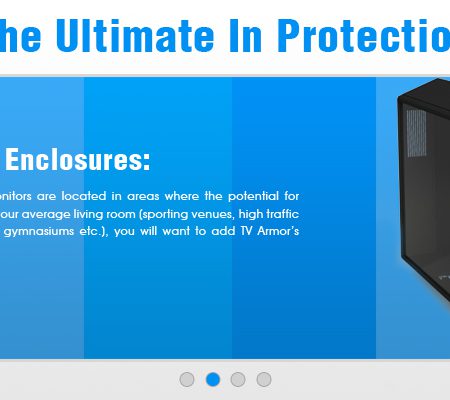 he Ultimate In Protectio
Enclosures:
nitors are located in areas where the potential for
our average living room (sporting venues, high traffic
gymnasiums etc.), you will want to add TV Armor's